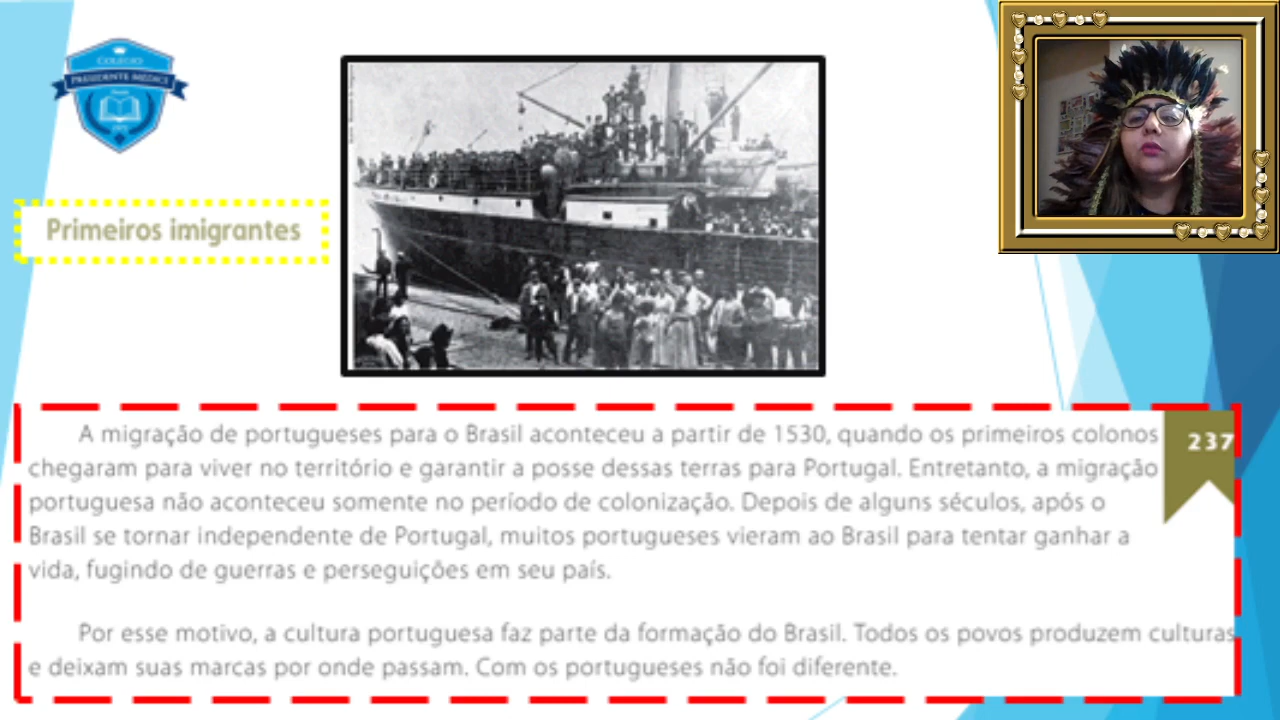 COLÉGIO
PRESIDENTE MÉDICI
Primeiros imigrantes
A migração de portugueses para o Brasil aconteceu a partir de 1530, quando os primeiros colonos
chegaram para viver no território e garantir a posse dessas terras para Portugal. Entretanto, a migração
portuguesa não aconteceu somente no período de colonização. Depois de alguns séculos, após o
Brasil se tornar independente de Portugal, muitos portugueses vieram ao Brasil para tentar ganhar a
vida, fugindo de guerras e perseguições em seu país.
237
Por esse motivo, a cultura portuguesa faz parte da formação do Brasil. Todos os povos produzem culturas
e deixam suas marcas por onde passam. Com os portugueses não foi diferente.